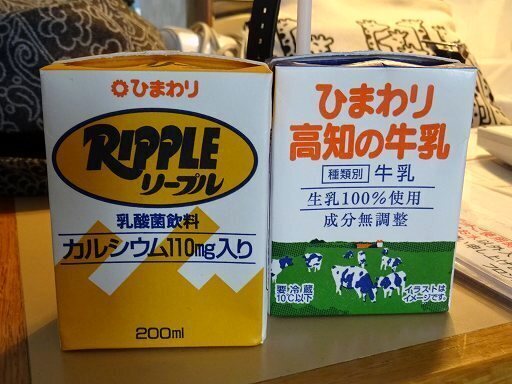 ひまわり
RIPPLE
リープル
乳酸菌飲料
カルシウム110mg入り
200ml
ひまわり
高知の牛乳
種類別 牛乳
生乳100%使用
成分無調整
要冷蔵
10℃以下
イラストは
イメージです。